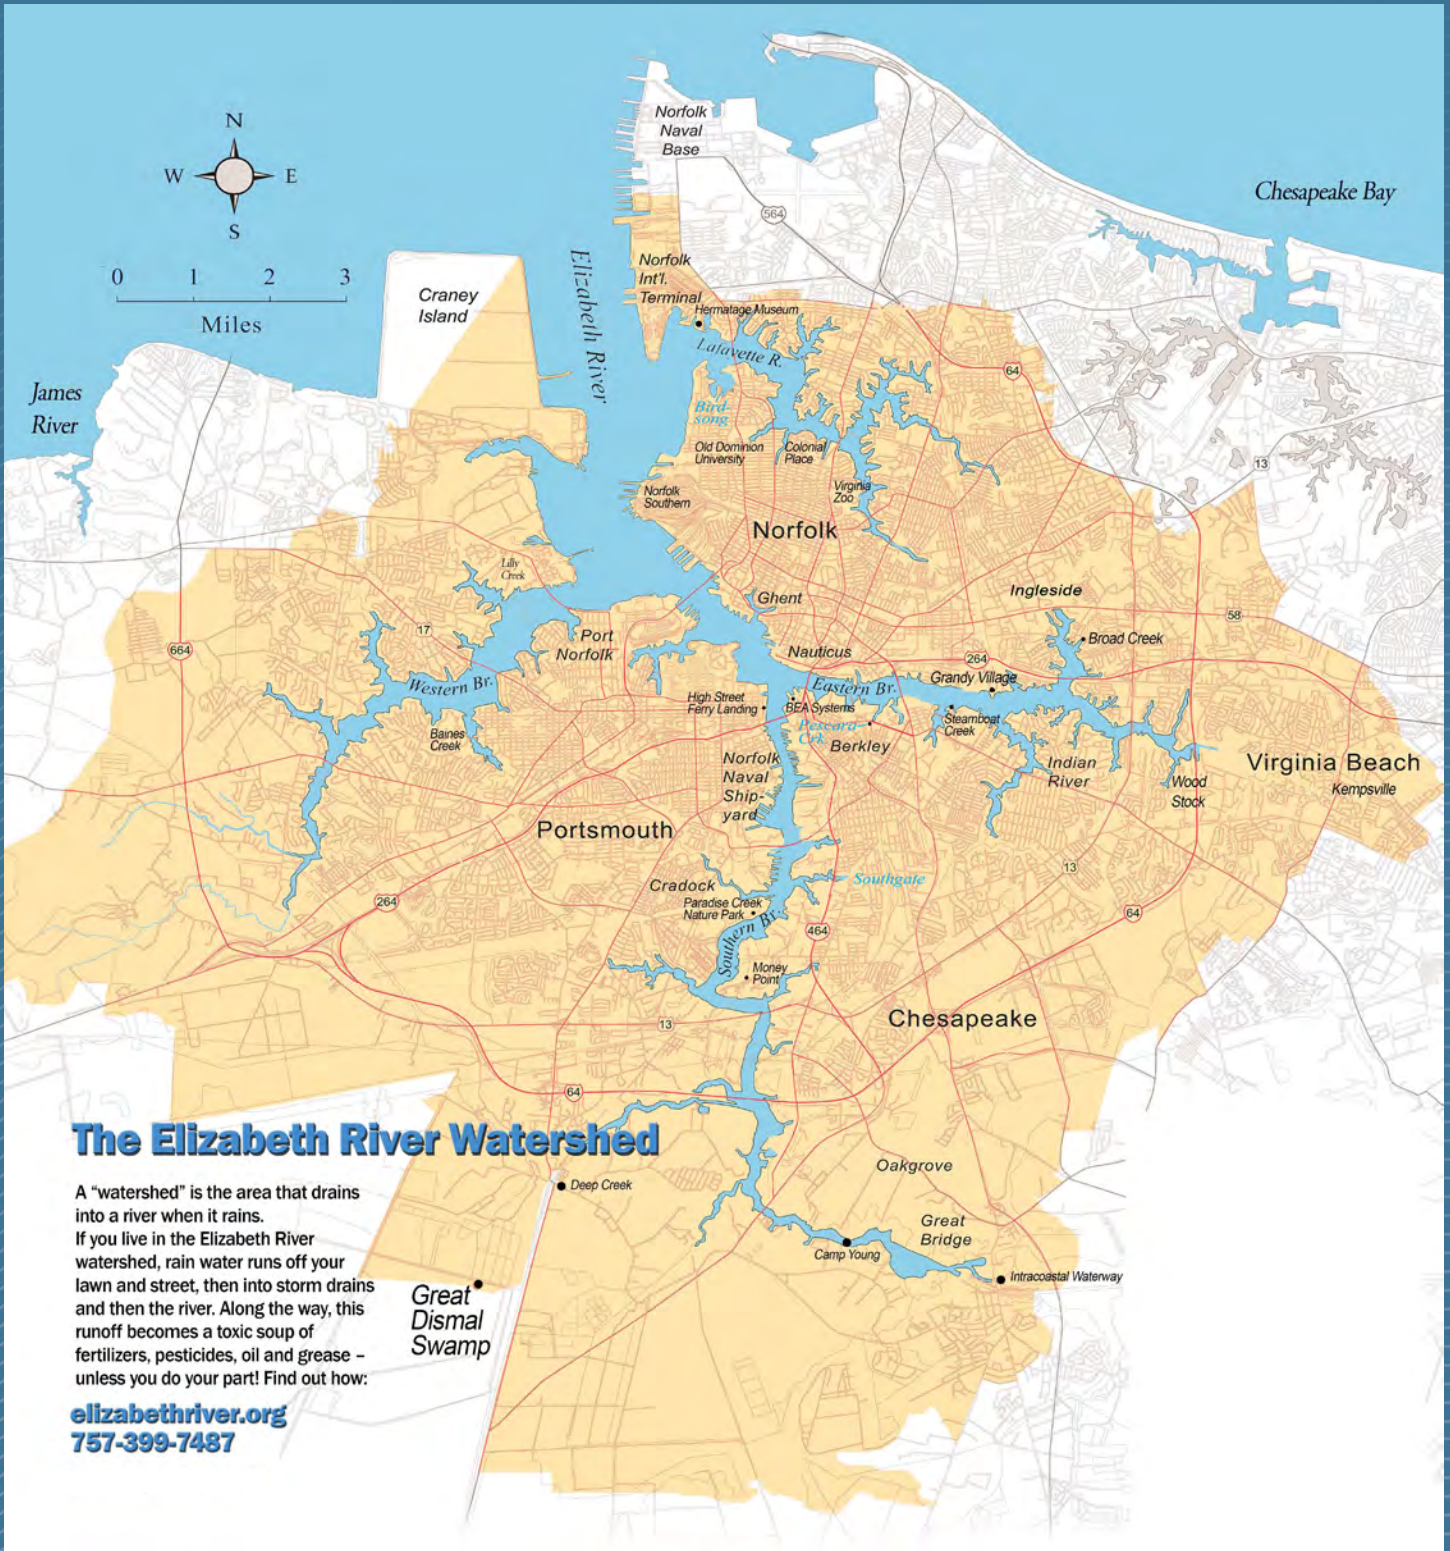 Norfolk
Naval
Base
N
W
E
S
564
Chesapeake Bay
0 1 2 3
Miles
Craney
Island
Elizabeth River
Norfolk
Int'l.
Terminal
Hermatage Museum
Lafayette R.
64
James
River
Bird-
song
Old Dominion
University
Colonial
Place
13
Norfolk
Southern
Virginia
Zoo
Norfolk
Lilly
Creek
Ghent
Ingleside
58
17
Port
Norfolk
Broad Creek
664
Nauticus
264
Grandy Village
Western Br.
Eastern Br.
High Street
Ferry Landing
BEA Systems
Pescara
Crk.
Berkley
Steamboat
Creek
Baines
Creek
Norfolk
Naval
Ship-
yard
Indian
River
Wood
Stock
Virginia Beach
Kempsville
Portsmouth
13
Southgate
Cradock
Paradise Creek
Nature Park
264
64
464
Southern Br.
Money
Point
Chesapeake
13
64
The Elizabeth River Watershed
A “watershed” is the area that drains
into a river when it rains.
If you live in the Elizabeth River
watershed, rain water runs off your
lawn and street, then into storm drains
and then the river. Along the way, this
runoff becomes a toxic soup of
fertilizers, pesticides, oil and grease –
unless you do your part! Find out how:
elizabethriver.org
757-399-7487
Deep Creek
Oakgrove
Great
Bridge
Camp Young
Intracoastal Waterway
Great
Dismal
Swamp